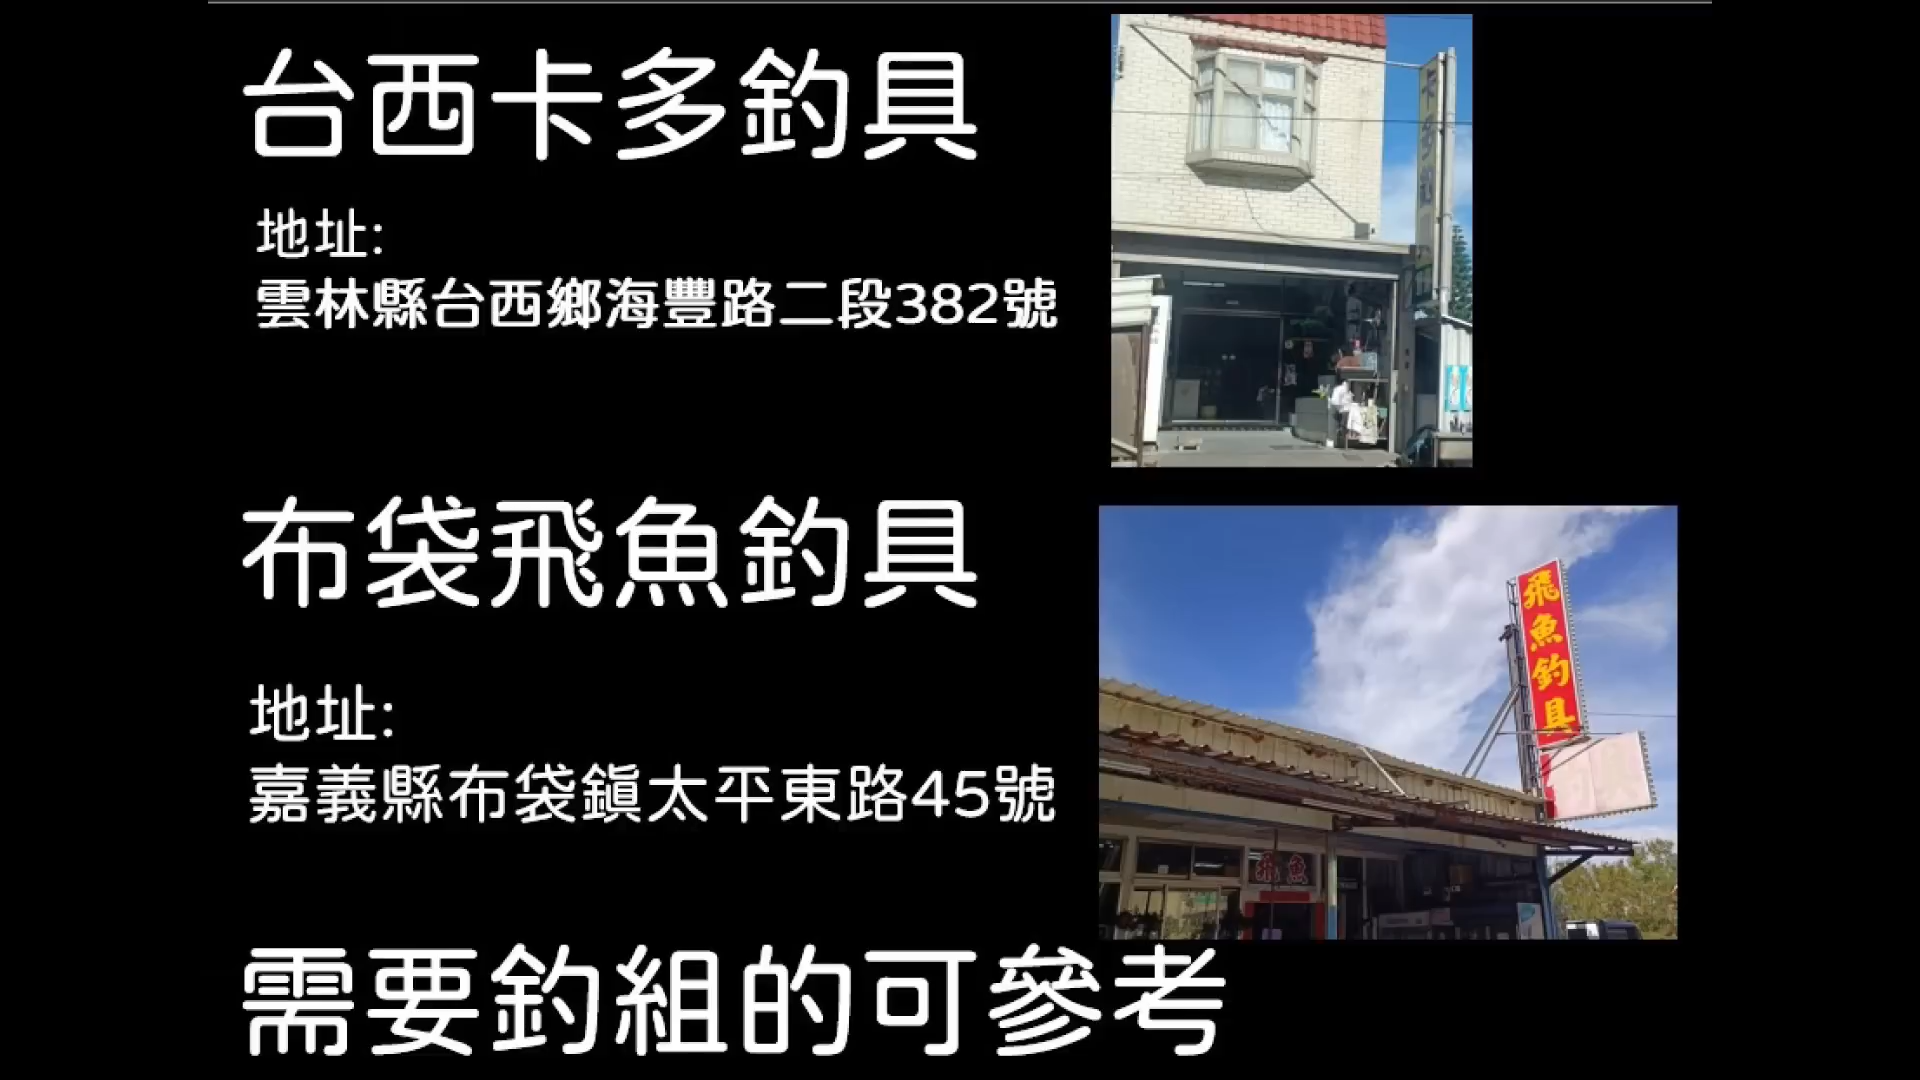 台西卡多釣具
地址:
雲林縣台西鄉海豐路二段382號
卡多釣
布袋飛魚釣具
地址:
嘉義縣布袋鎮太平東路45號
飛魚釣具
飛魚
需要釣組的可參考